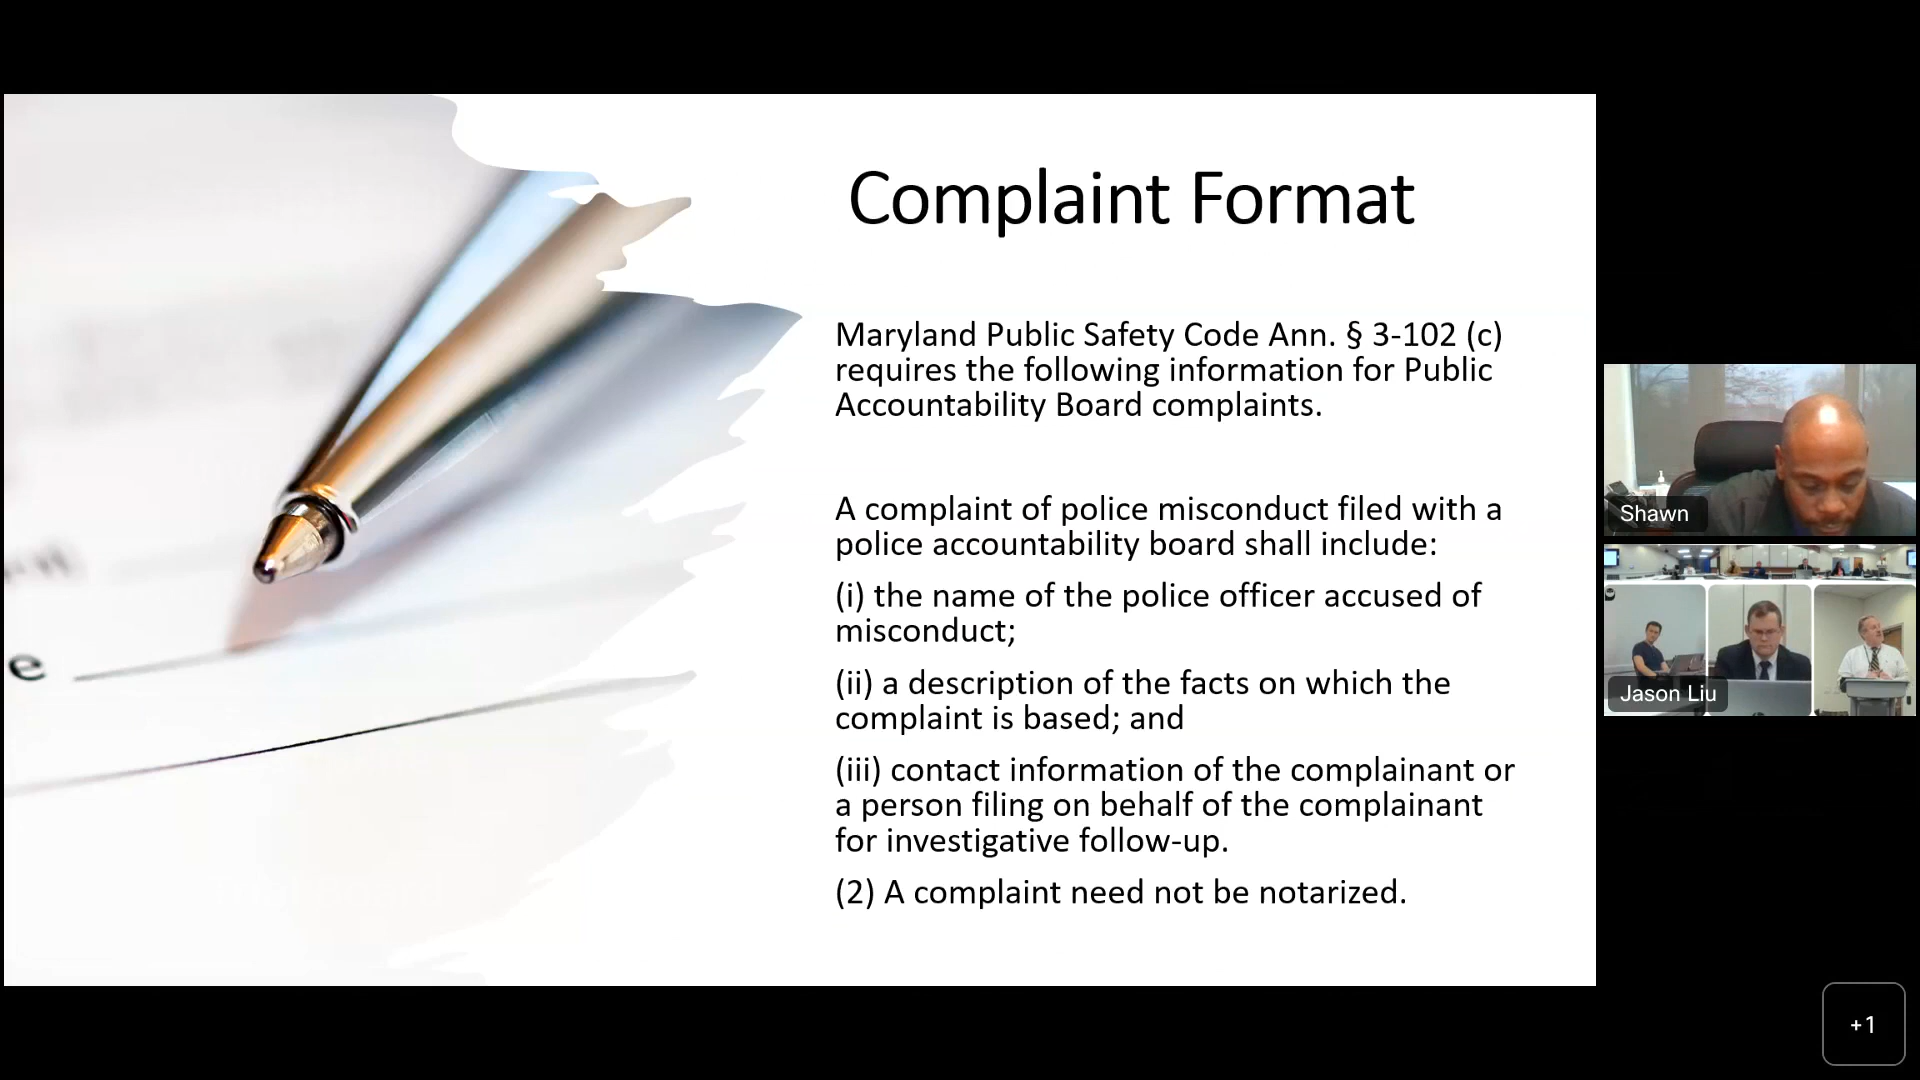 Complaint Format
Maryland Public Safety Code Ann. § 3-102 (c)
requires the following information for Public
Accountability Board complaints.
A complaint of police misconduct filed with a
police accountability board shall include:
(i) the name of the police officer accused of
misconduct;
(ii) a description of the facts on which the
complaint is based; and
(iii) contact information of the complainant or
a person filing on behalf of the complainant
for investigative follow-up.
(2) A complaint need not be notarized.
e
Shawn
Jason Liu
+1